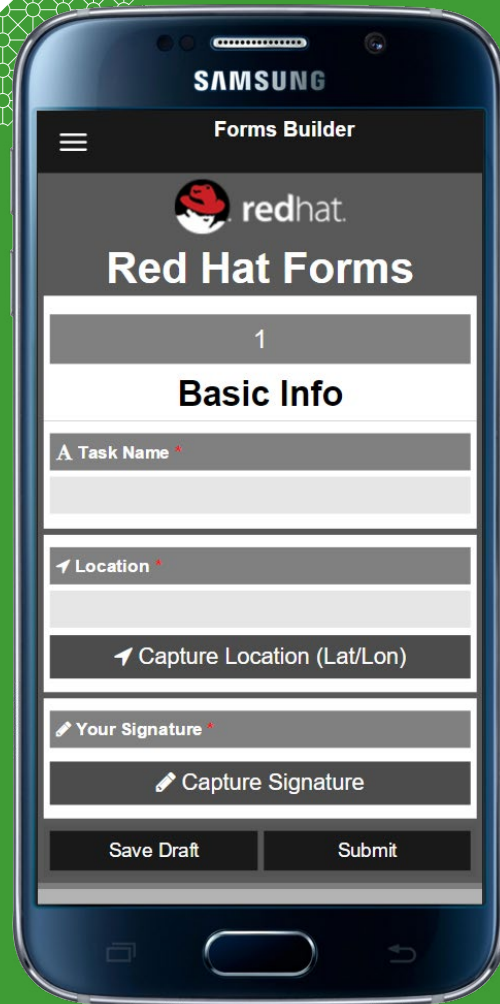 SAMSUNG
Forms Builder
redhat.
Red Hat Forms
1
Basic Info
A Task Name *
Location *
Capture Location (Lat/Lon)
Your Signature *
Capture Signature
Save Draft
Submit